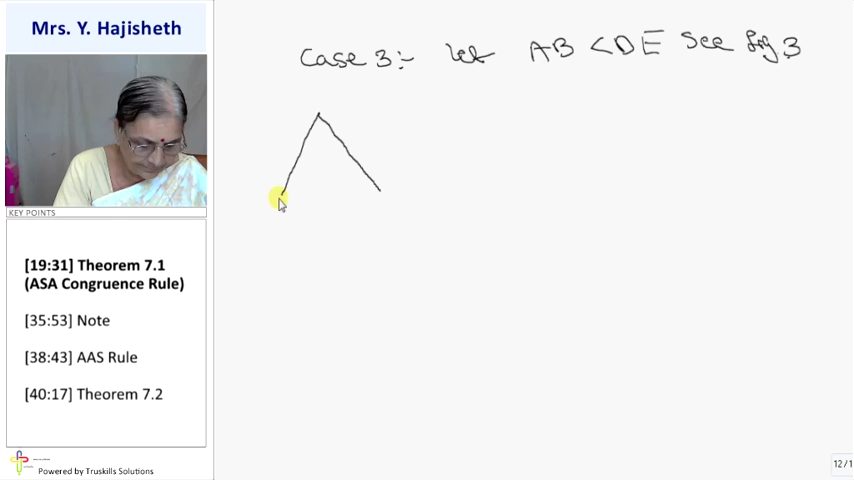 Mrs. Y. Hajisheth
Case 3:- let AB < DE See fig 3
KEY POINTS
[19:31] Theorem 7.1
(ASA Congruence Rule)
[35:53] Note
[38:43] AAS Rule
[40:17] Theorem 7.2
Powered by Truskills Solutions
12/1